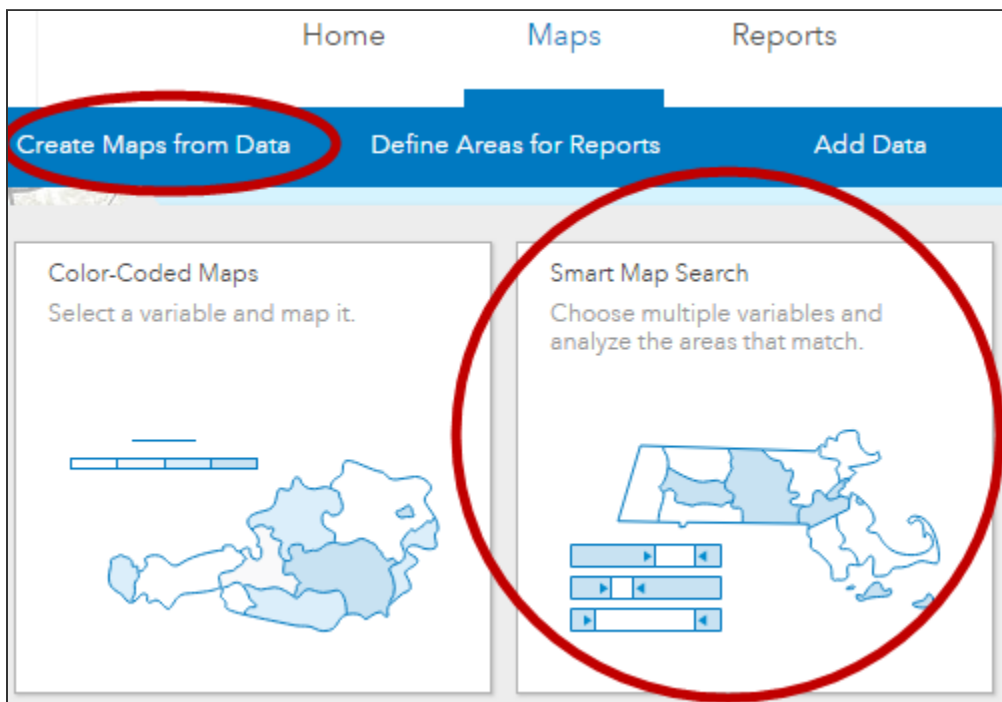 Home Maps Reports
Create Maps from Data Define Areas for Reports Add Data
Color-Coded Maps
Select a variable and map it.
Smart Map Search
Choose multiple variables and
analyze the areas that match.